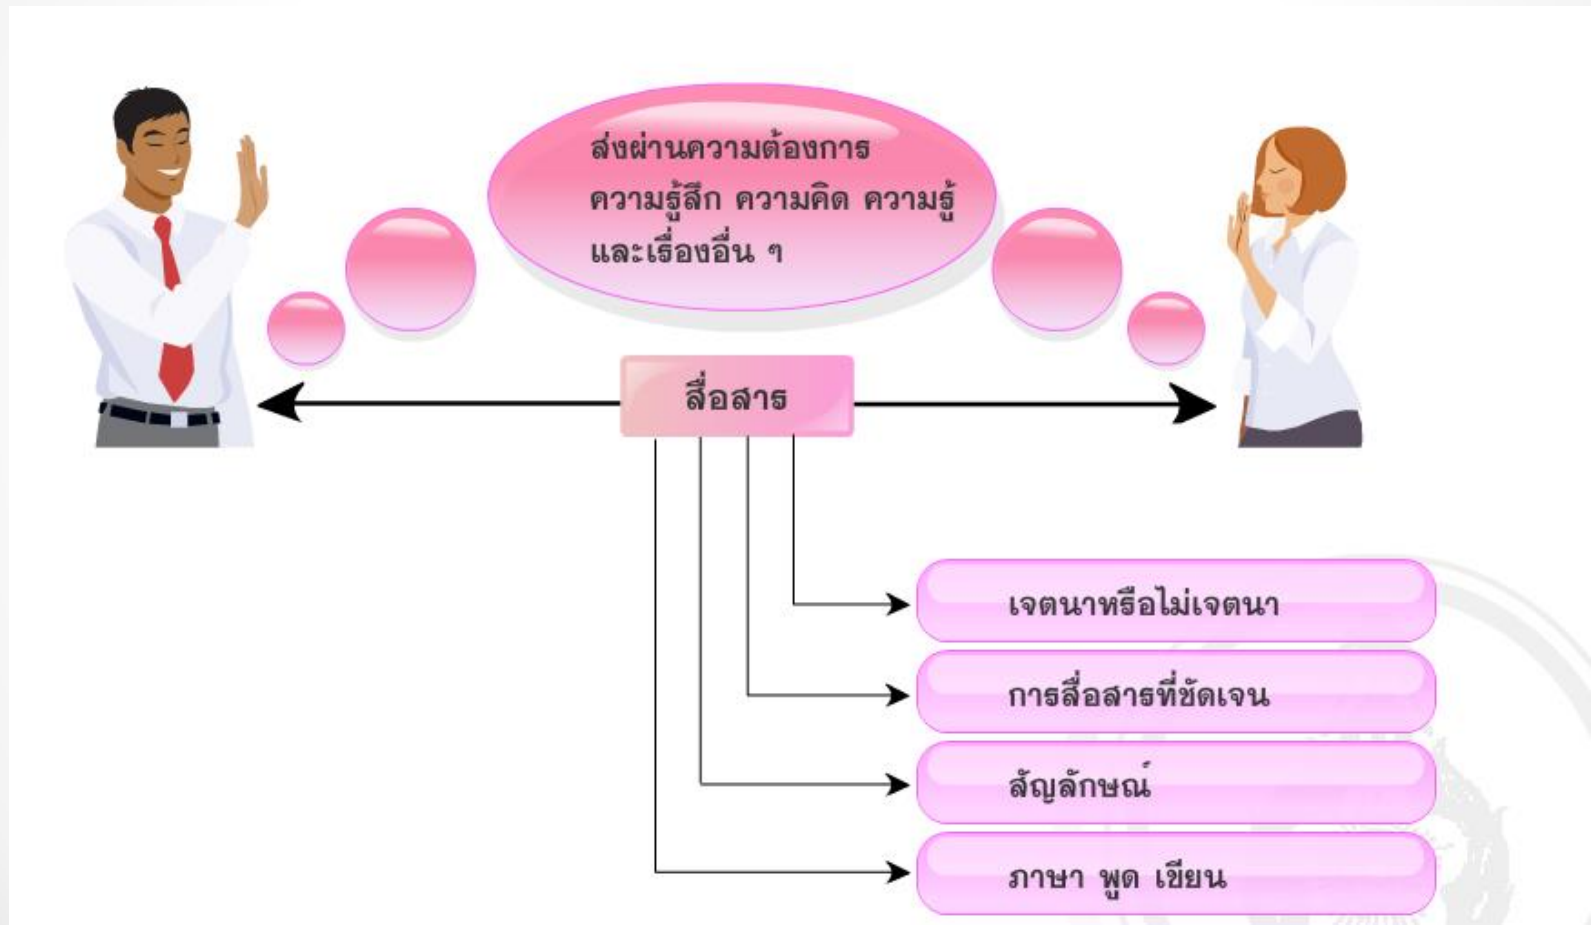 ส่งผ่านความต้องการ
ความรู้สึก ความคิด ความรู้
และเรื่องอื่น ๆ
สื่อสาร
เจตนาหรือไม่เจตนา
การสื่อสารที่ชัดเจน
สัญลักษณ์
ภาษา พูด เขียน